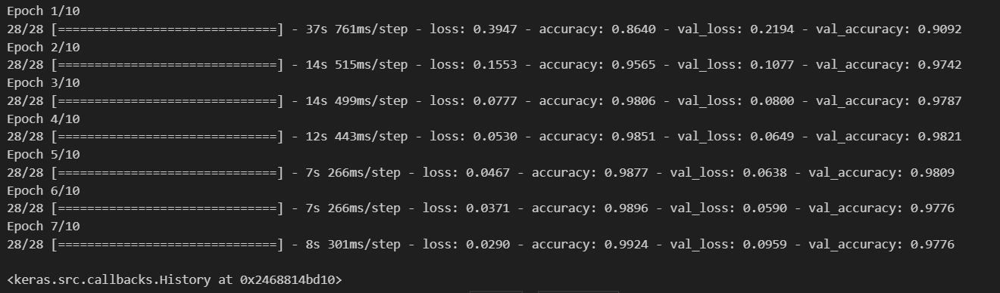 Epoch 1/10
28/28 [==============================] - 37s 761ms/step - loss: 0.3947 - accuracy: 0.8640 - val_loss: 0.2194 - val_accuracy: 0.9092
Epoch 2/10
28/28 [==============================] - 14s 515ms/step - loss: 0.1553 - accuracy: 0.9565 - val_loss: 0.1077 - val_accuracy: 0.9742
Epoch 3/10
28/28 [==============================] - 14s 499ms/step - loss: 0.0777 - accuracy: 0.9806 - val_loss: 0.0800 - val_accuracy: 0.9787
Epoch 4/10
28/28 [==============================] - 12s 443ms/step - loss: 0.0530 - accuracy: 0.9851 - val_loss: 0.0649 - val_accuracy: 0.9821
Epoch 5/10
28/28 [==============================] - 7s 266ms/step - loss: 0.0467 - accuracy: 0.9877 - val_loss: 0.0638 - val_accuracy: 0.9809
Epoch 6/10
28/28 [==============================] - 7s 266ms/step - loss: 0.0371 - accuracy: 0.9896 - val_loss: 0.0590 - val_accuracy: 0.9776
Epoch 7/10
28/28 [==============================] - 8s 301ms/step - loss: 0.0290 - accuracy: 0.9924 - val_loss: 0.0959 - val_accuracy: 0.9776
<keras.src.callbacks.History at 0x2468814bd10>